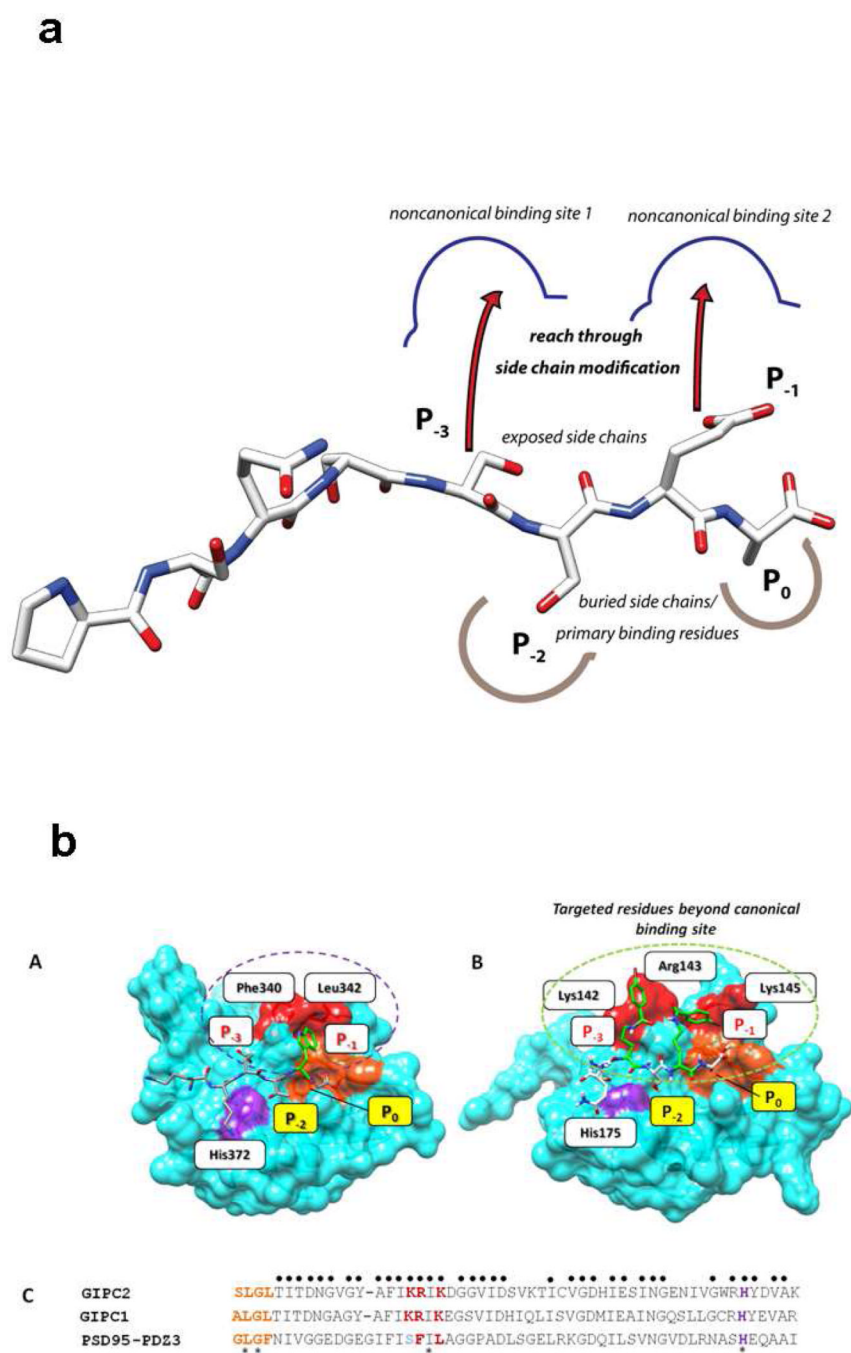 a
noncanonical binding site 1
noncanonical binding site 2
reach through
side chain modification
P-1
P-3
exposed side chains
P0
buried side chains/
P-2
primary binding residues
b
Targeted residues beyond canonical
binding site
A
B
Phe340
Leu342
Arg143
Lys142
Lys145
P-3
P-1
P-3
P-1
P-2
P0
P-2
P0
His372
His175
C
GIPC2 SLGLTITDNGVGY-AFIKRIKDGGVIDSVKTICVGDHIESINGENIVGWRHYDVAK
GIPC1 ALGLTITDNGAGY-AFIKRIKEGSVIDHIQLISVGDMIEAINGQSLLGCRHYEVAR
PSD95-PDZ3 GLGFNIVGGEDGEGIFISFILAGGPADLSGELRKGDQILSVNGVDLRNASHEQAAI
* * * *